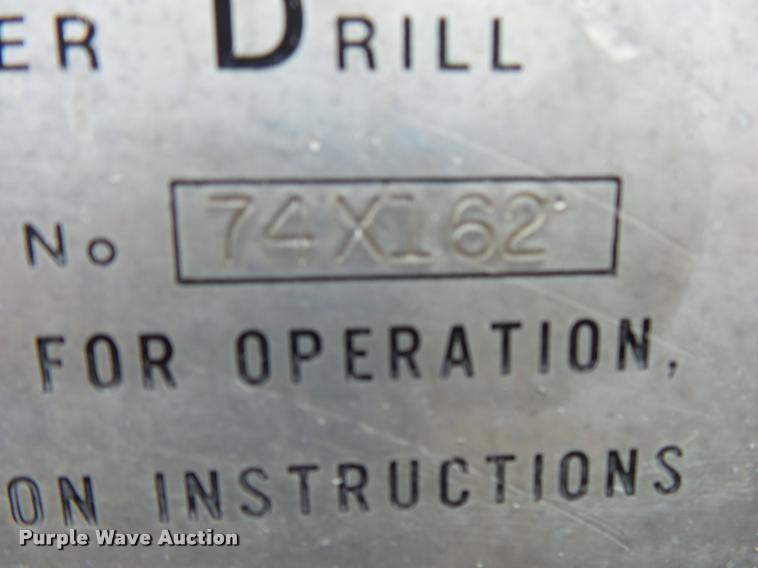 ER DRILL
No 74X162
FOR OPERATION,
ON INSTRUCTIONS
Purple Wave Auction